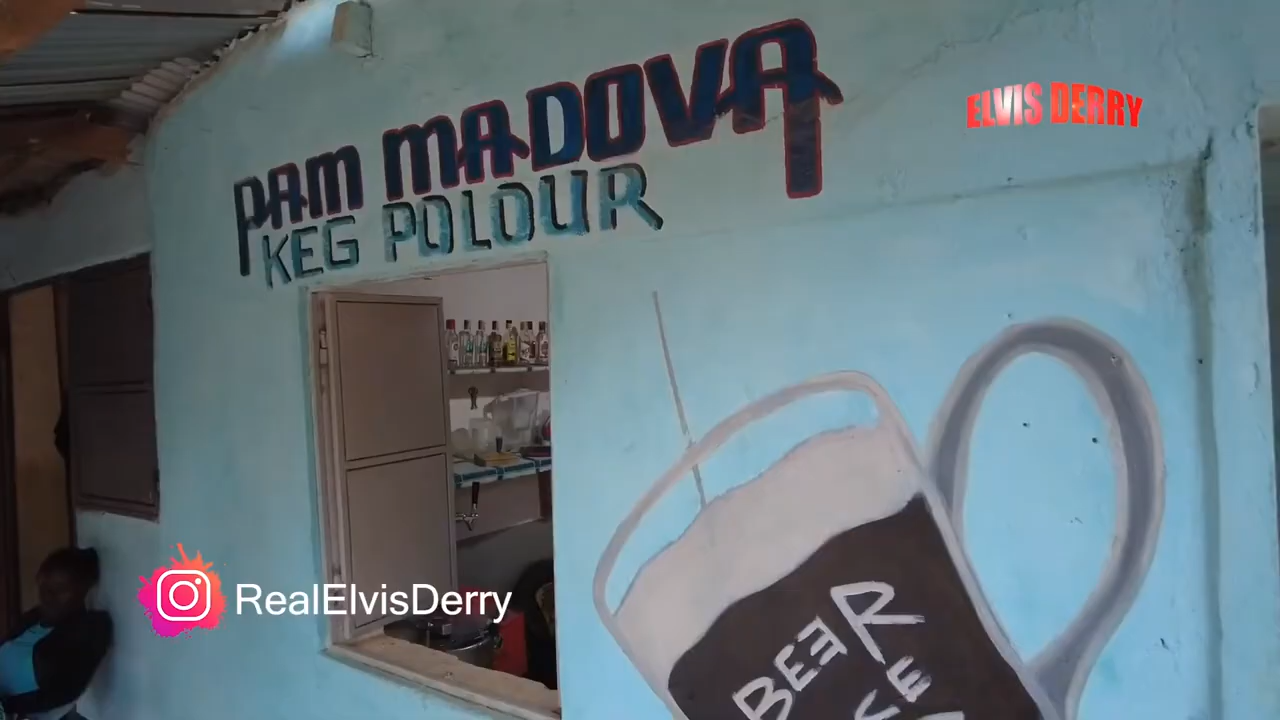 PAM MADOVA
KEG POLOUR
ELVIS DERRY
RealElvisDerry
BEER